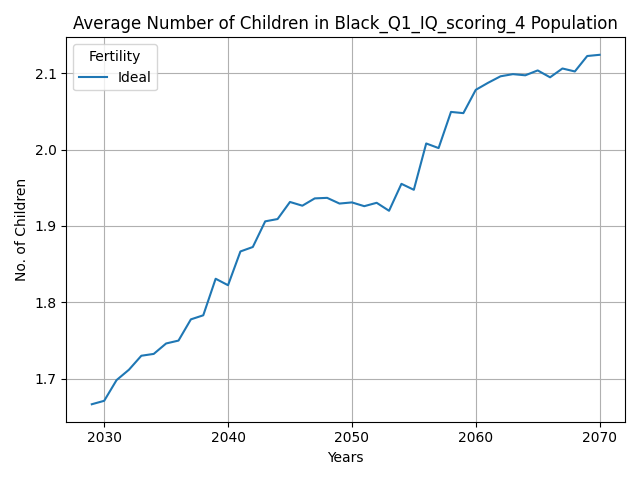 Average Number of Children in Black_Q1_IQ_scoring_4 Population
Fertility
Ideal
No. of Children
2.1
2.0
1.9
1.8
1.7
2030 2040 2050 2060 2070
Years